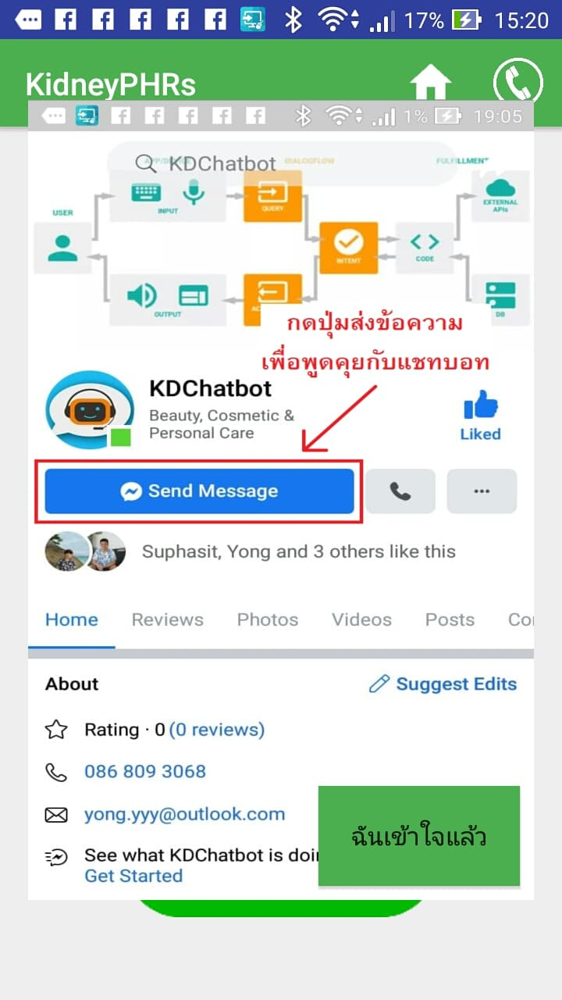 17% 15:20
KidneyPHRs
1% 19:05
KDChatbot
DIALOGFLOW
FULFILLMENT
USER
INPUT
QUERY
EXTERNAL
APIs
INTENT
CODE
OUTPUT
DB
กดปุ่มส่งข้อความ
เพื่อพูดคุยกับแชทบอท
KDChatbot
Beauty, Cosmetic &
Personal Care
Liked
Send Message
Suphasit, Yong and 3 others like this
Home Reviews Photos Videos Posts Co
About Suggest Edits
Rating · 0 (0 reviews)
086 809 3068
yong.yyy@outlook.com
See what KDChatbot is doi
Get Started
ฉันเข้าใจแล้ว